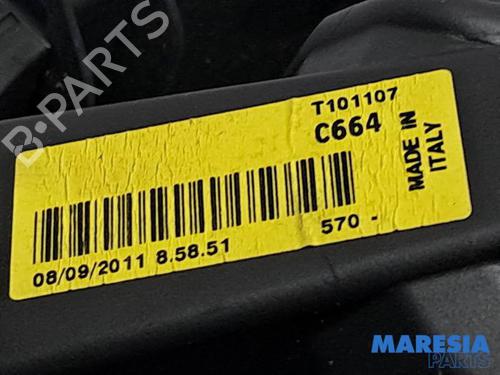 B-PARTS
T101107
C664
MADE IN
ITALY
08/09/2011 8.58.51
570 -
MARESIA
PARTS